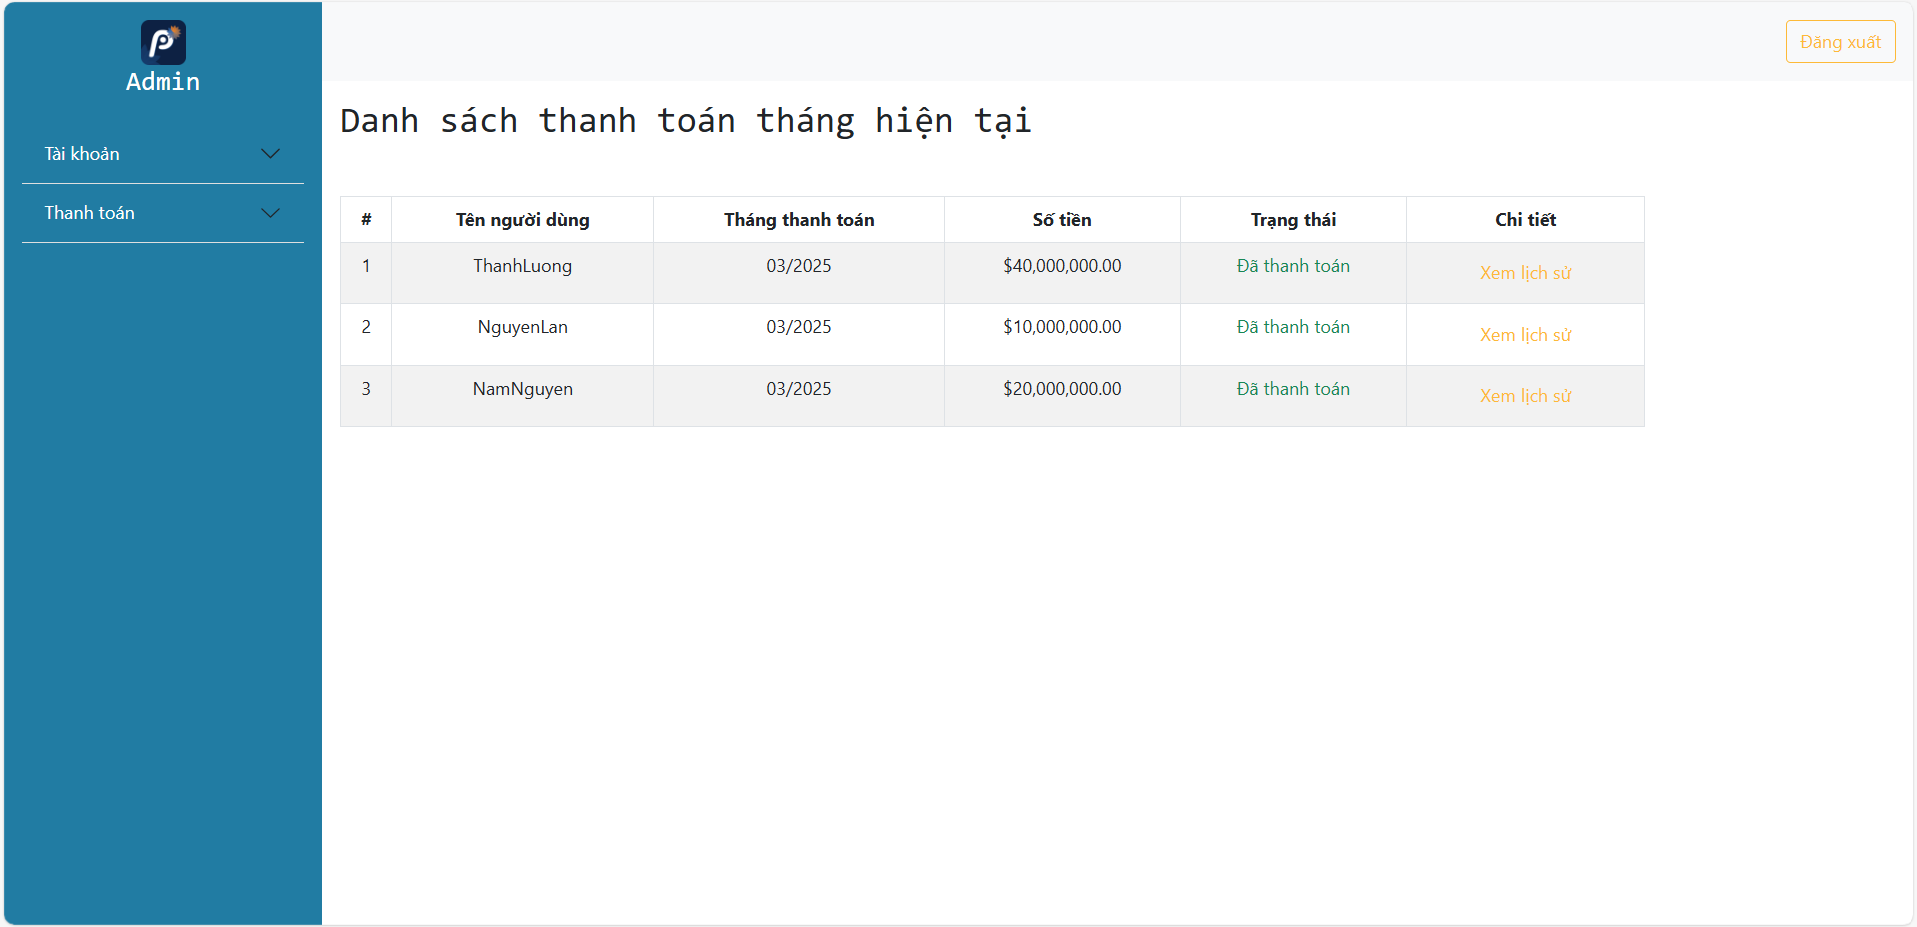 Admin
Đăng xuất
Tài khoản
Thanh toán
Danh sách thanh toán tháng hiện tại
# Tên người dùng Tháng thanh toán Số tiền Trạng thái Chi tiết
1 ThanhLuong 03/2025 $40,000,000.00 Đã thanh toán Xem lịch sử
2 NguyenLan 03/2025 $10,000,000.00 Đã thanh toán Xem lịch sử
3 NamNguyen 03/2025 $20,000,000.00 Đã thanh toán Xem lịch sử